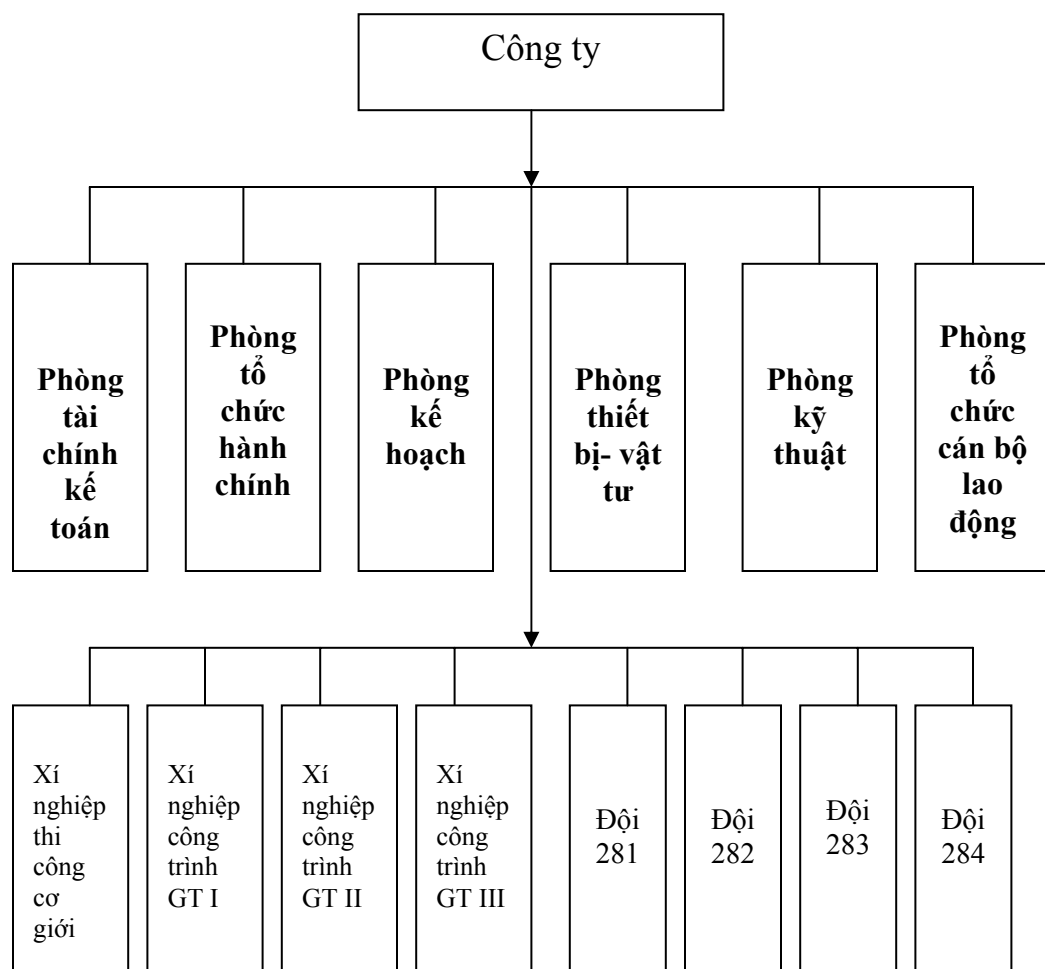 Công ty
Phòng
tài
chính
kế
toán
Phòng
tổ
chức
hành
chính
Phòng
kế
hoạch
Phòng
thiết
bị- vật
tư
Phòng
kỹ
thuật
Phòng
tổ
chức
cán bộ
lao
động
Xí
nghiệp
thi
công
cơ
giới
Xí
nghiệp
công
trình
GT I
Xí
nghiệp
công
trình
GT II
Xí
nghiệp
công
trình
GT III
Đội
281
Đội
282
Đội
283
Đội
284